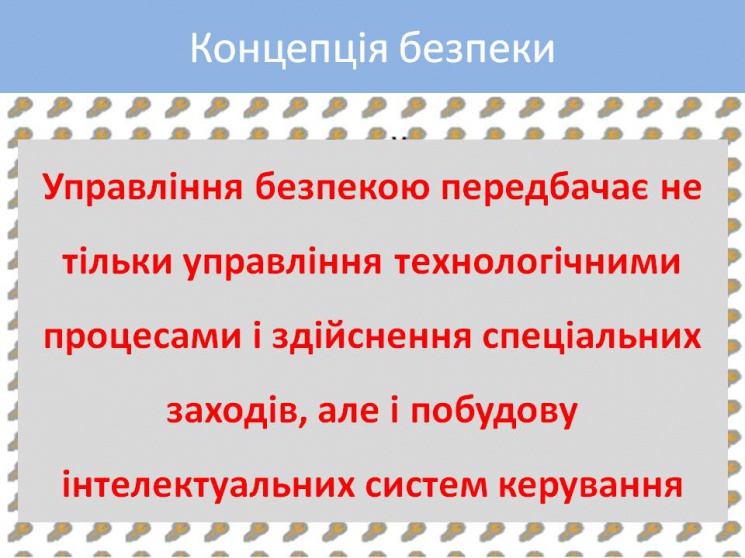 Концепція безпеки
Управління безпекою передбачає не
тільки управління технологічними
процесами і здійснення спеціальних
заходів, але і побудову
інтелектуальних систем керування